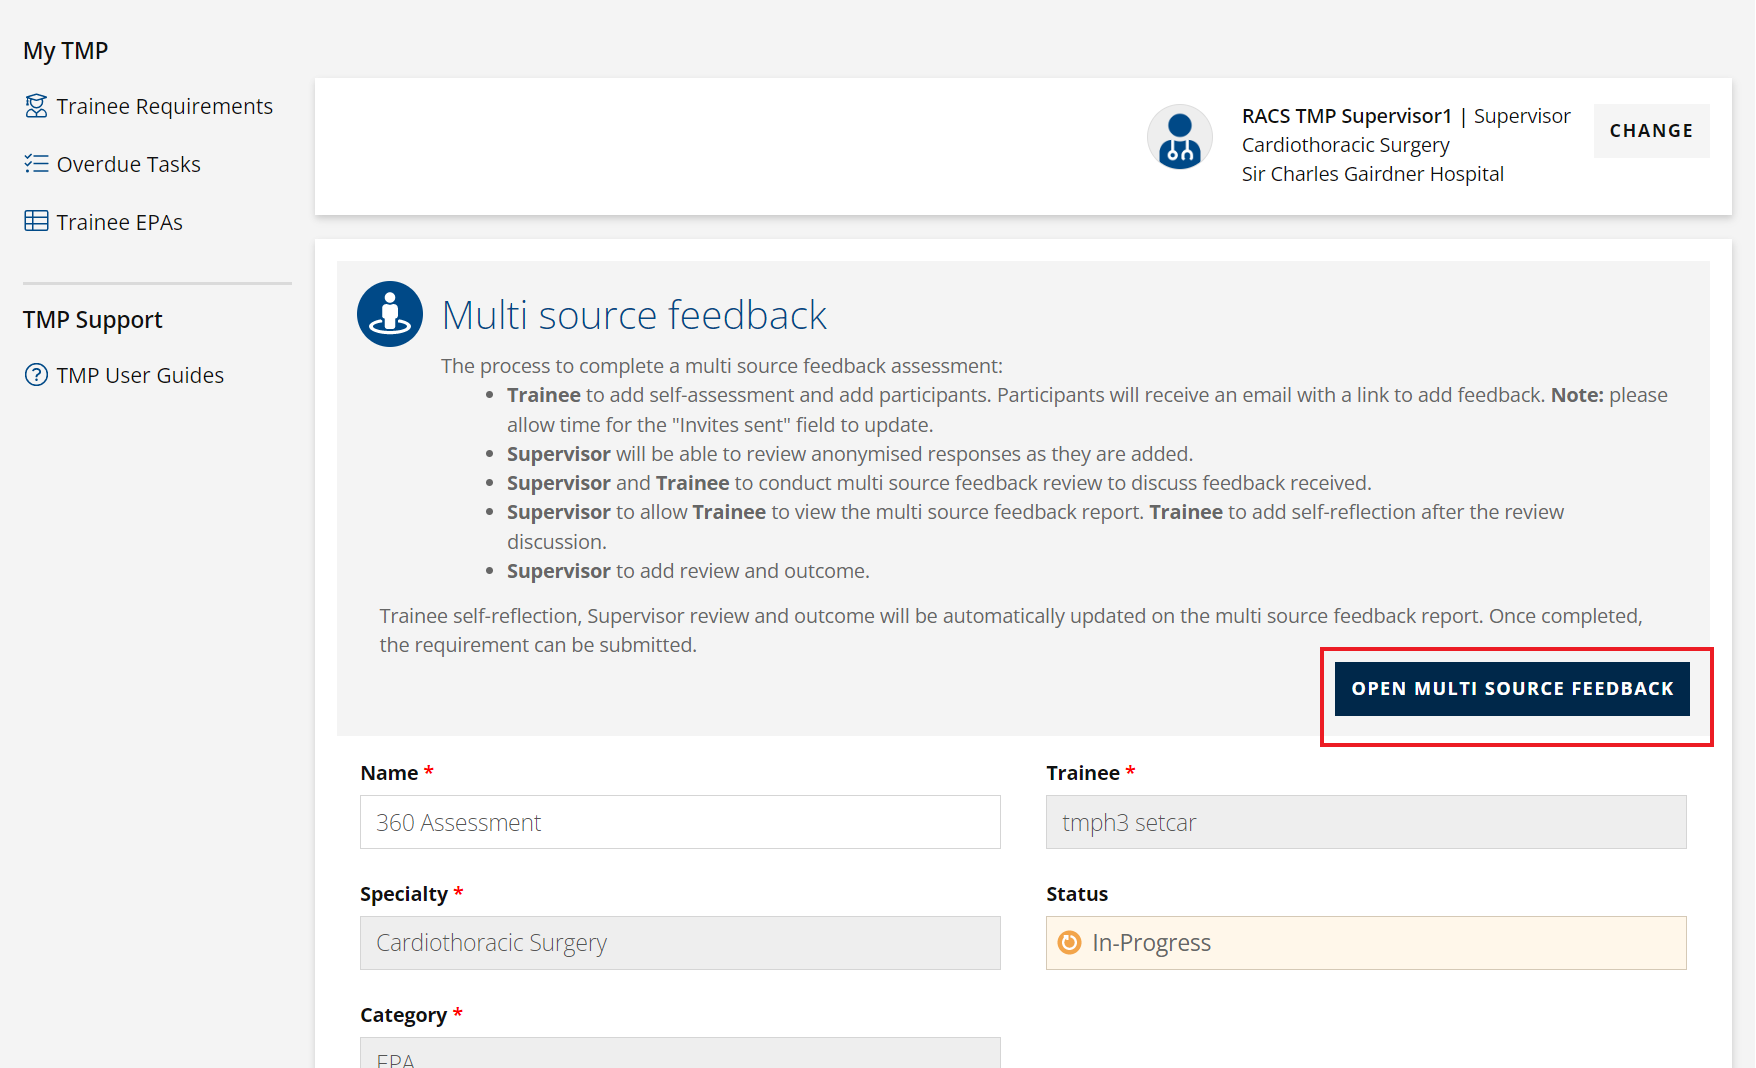 My TMP
Trainee Requirements
Overdue Tasks
Trainee EPAs
TMP Support
TMP User Guides
RACS TMP Supervisor1 | Supervisor
Cardiothoracic Surgery
Sir Charles Gairdner Hospital
CHANGE
Multi source feedback
The process to complete a multi source feedback assessment:
• Trainee to add self-assessment and add participants. Participants will receive an email with a link to add feedback. Note: please
allow time for the "Invites sent" field to update.
• Supervisor will be able to review anonymised responses as they are added.
• Supervisor and Trainee to conduct multi source feedback review to discuss feedback received.
• Supervisor to allow Trainee to view the multi source feedback report. Trainee to add self-reflection after the review
discussion.
• Supervisor to add review and outcome.
Trainee self-reflection, Supervisor review and outcome will be automatically updated on the multi source feedback report. Once completed,
the requirement can be submitted.
OPEN MULTI SOURCE FEEDBACK
Name *
360 Assessment
Trainee *
tmph3 setcar
Specialty *
Cardiothoracic Surgery
Status
In-Progress
Category *
EPA